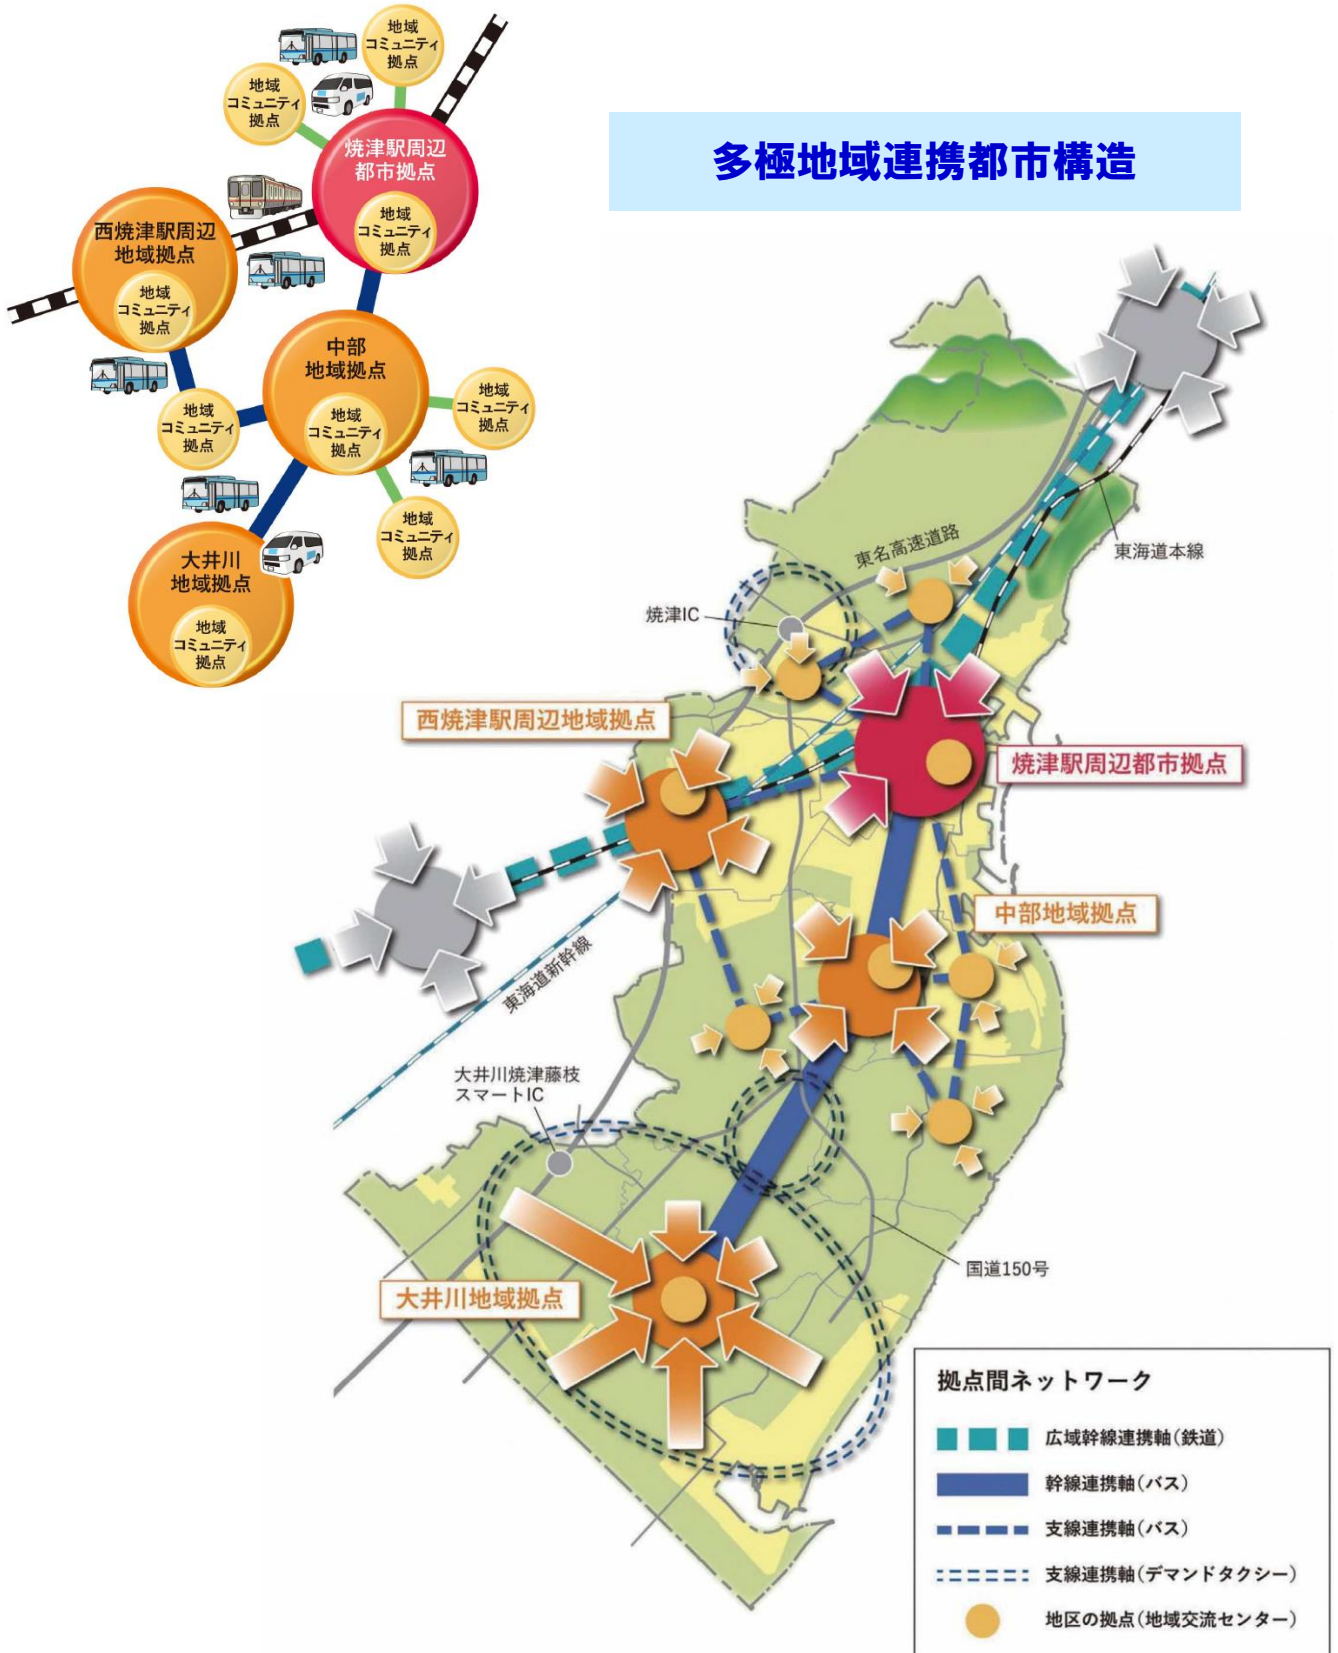 地域
コミュニティ
拠点
地域
コミュニティ
拠点
焼津駅周辺
都市拠点
地域
コミュニティ
拠点
西焼津駅周辺
地域拠点
地域
コミュニティ
拠点
中部
地域拠点
地域
コミュニティ
拠点
地域
コミュニティ
拠点
地域
コミュニティ
拠点
地域
コミュニティ
拠点
大井川
地域拠点
地域
コミュニティ
拠点
多極地域連携都市構造
東名高速道路
東海道本線
焼津IC
西焼津駅周辺地域拠点
焼津駅周辺都市拠点
中部地域拠点
東海道新幹線
大井川焼津藤枝
スマートIC
国道150号
大井川地域拠点
拠点間ネットワーク
広域幹線連携軸(鉄道)
幹線連携軸(バス)
支線連携軸(バス)
支線連携軸(デマンドタクシー)
地区の拠点(地域交流センター)